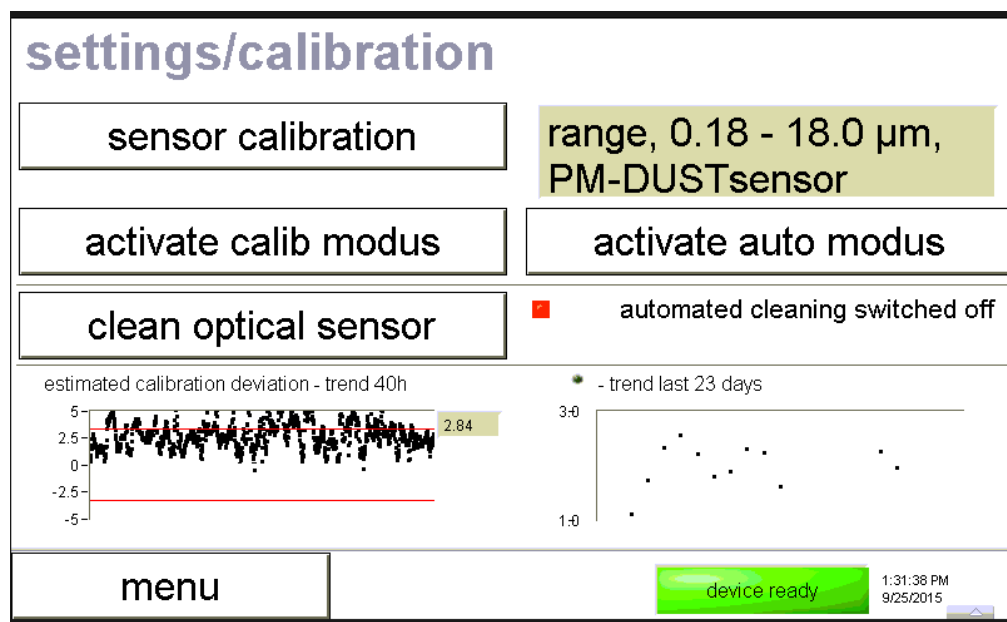 settings/calibration
sensor calibration
range, 0.18 - 18.0 µm,
PM-DUSTsensor
activate calib modus
activate auto modus
clean optical sensor
automated cleaning switched off
estimated calibration deviation - trend 40h
- trend last 23 days
5
2.5
0
-2.5
-5
2.84
3.0
1.0
menu
device ready
1:31:38 PM
9/25/2015